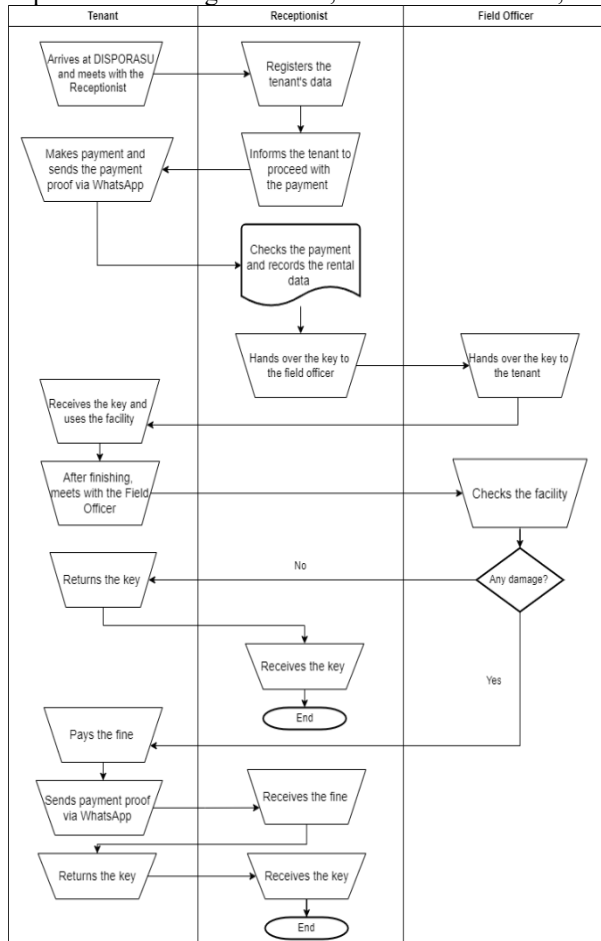 Tenant
Receptionist
Field Officer
Arrives at DISPORASU
and meets with the
Receptionist
Registers the
tenant's data
Makes payment and
sends the payment
proof via WhatsApp
Informs the tenant to
proceed with
the payment
Checks the payment
and records the rental
data
Hands over the key to
the field officer
Hands over the key to
the tenant
Receives the key and
uses the facility
After finishing,
meets with the Field
Officer
Checks the facility
Any damage?
No
Returns the key
Receives the key
Yes
End
Pays the fine
Sends payment proof
via WhatsApp
Receives the fine
Returns the key
Receives the key
End